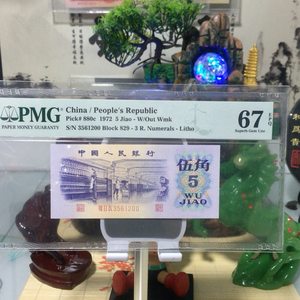 PMG
PAPER MONEY GUARANTY
China / People's Republic
Pick# 880c 1972 5 Jiao - W/Out Wmk
S/N 3561200 Block 829 - 3 R. Numerals - Litho
67 EPQ
Superb Gem Unc
中国人民银行
伍角
5
WU
JIAO
3561200